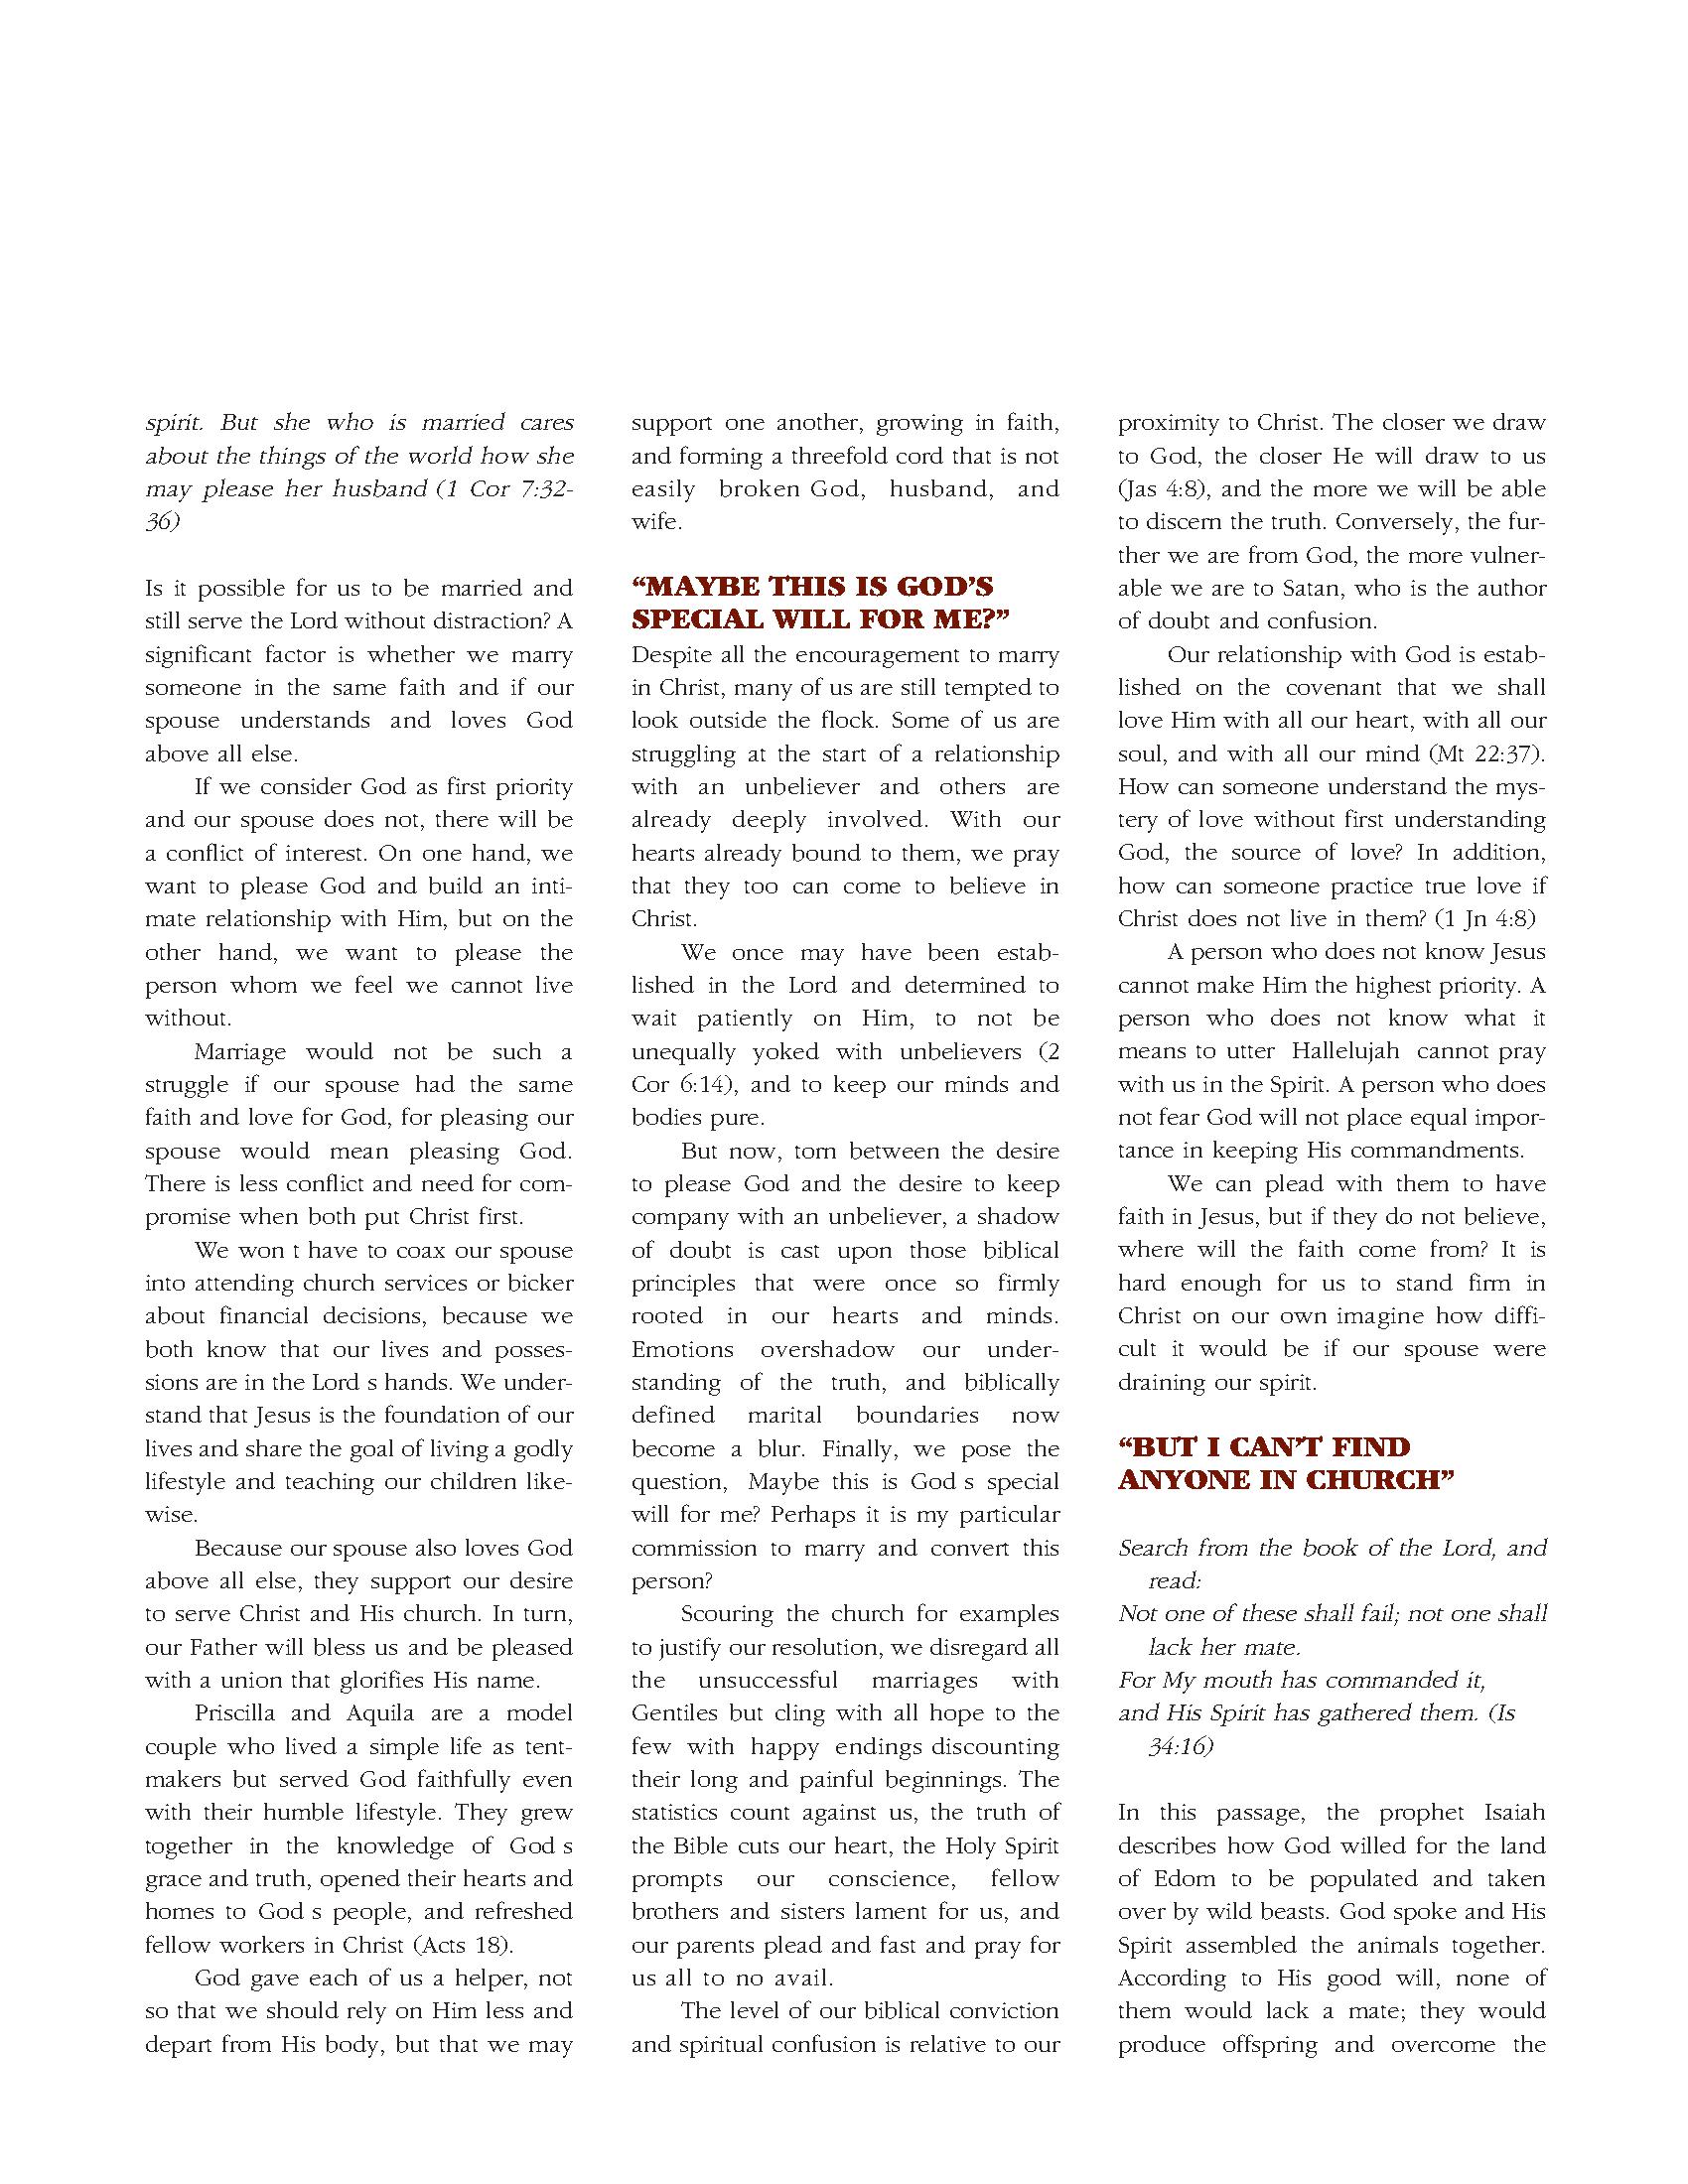 spirit. But she who is married cares
about the things of the world how she
may please her husband (1 Cor 7:32-
36)
Is it possible for us to be married and
still serve the Lord without distraction? A
significant factor is whether we marry
someone in the same faith and if our
spouse understands and loves God
above all else.
If we consider God as first priority
and our spouse does not, there will be
a conflict of interest. On one hand, we
want to please God and build an inti-
mate relationship with Him, but on the
other hand, we want to please the
person whom we feel we cannot live
without.
Marriage would not be such a
struggle if our spouse had the same
faith and love for God, for pleasing our
spouse would mean pleasing God.
There is less conflict and need for com-
promise when both put Christ first.
We won t have to coax our spouse
into attending church services or bicker
about financial decisions, because we
both know that our lives and posses-
sions are in the Lord s hands. We under-
stand that Jesus is the foundation of our
lives and share the goal of living a godly
lifestyle and teaching our children like-
wise.
Because our spouse also loves God
above all else, they support our desire
to serve Christ and His church. In turn,
our Father will bless us and be pleased
with a union that glorifies His name.
Priscilla and Aquila are a model
couple who lived a simple life as tent-
makers but served God faithfully even
with their humble lifestyle. They grew
together in the knowledge of God s
grace and truth, opened their hearts and
homes to God s people, and refreshed
fellow workers in Christ (Acts 18).
God gave each of us a helper, not
so that we should rely on Him less and
depart from His body, but that we may
support one another, growing in faith,
and forming a threefold cord that is not
easily broken God, husband, and
wife.
“MAYBE THIS IS GOD’S
SPECIAL WILL FOR ME?”
Despite all the encouragement to marry
in Christ, many of us are still tempted to
look outside the flock. Some of us are
struggling at the start of a relationship
with an unbeliever and others are
already deeply involved. With our
hearts already bound to them, we pray
that they too can come to believe in
Christ.
We once may have been estab-
lished in the Lord and determined to
wait patiently on Him, to not be
unequally yoked with unbelievers (2
Cor 6:14), and to keep our minds and
bodies pure.
But now, torn between the desire
to please God and the desire to keep
company with an unbeliever, a shadow
of doubt is cast upon those biblical
principles that were once so firmly
rooted in our hearts and minds.
Emotions overshadow our under-
standing of the truth, and biblically
defined marital boundaries now
become a blur. Finally, we pose the
question, Maybe this is God s special
will for me? Perhaps it is my particular
commission to marry and convert this
person?
Scouring the church for examples
to justify our resolution, we disregard all
the unsuccessful marriages with
Gentiles but cling with all hope to the
few with happy endings discounting
their long and painful beginnings. The
statistics count against us, the truth of
the Bible cuts our heart, the Holy Spirit
prompts our conscience, fellow
brothers and sisters lament for us, and
our parents plead and fast and pray for
us all to no avail.
The level of our biblical conviction
and spiritual confusion is relative to our
proximity to Christ. The closer we draw
to God, the closer He will draw to us
(Jas 4:8), and the more we will be able
to discern the truth. Conversely, the fur-
ther we are from God, the more vulner-
able we are to Satan, who is the author
of doubt and confusion.
Our relationship with God is estab-
lished on the covenant that we shall
love Him with all our heart, with all our
soul, and with all our mind (Mt 22:37).
How can someone understand the mys-
tery of love without first understanding
God, the source of love? In addition,
how can someone practice true love if
Christ does not live in them? (1 Jn 4:8)
A person who does not know Jesus
cannot make Him the highest priority. A
person who does not know what it
means to utter Hallelujah cannot pray
with us in the Spirit. A person who does
not fear God will not place equal impor-
tance in keeping His commandments.
We can plead with them to have
faith in Jesus, but if they do not believe,
where will the faith come from? It is
hard enough for us to stand firm in
Christ on our own imagine how diffi-
cult it would be if our spouse were
draining our spirit.
“BUT I CAN’T FIND
ANYONE IN CHURCH”
Search from the book of the Lord, and
read:
Not one of these shall fail; not one shall
lack her mate.
For My mouth has commanded it,
and His Spirit has gathered them. (Is
34:16)
In this passage, the prophet Isaiah
describes how God willed for the land
of Edom to be populated and taken
over by wild beasts. God spoke and His
Spirit assembled the animals together.
According to His good will, none of
them would lack a mate; they would
produce offspring and overcome the